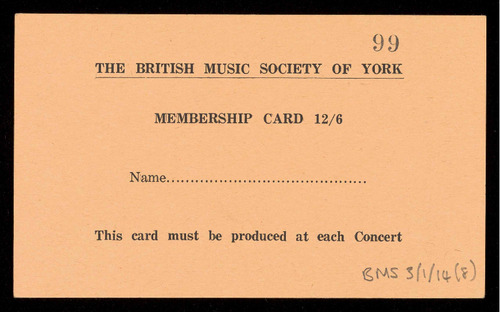 99
THE BRITISH MUSIC SOCIETY OF YORK
MEMBERSHIP CARD 12/6
Name..........................................
This card must be produced at each Concert
BMS 3/1/14(8)